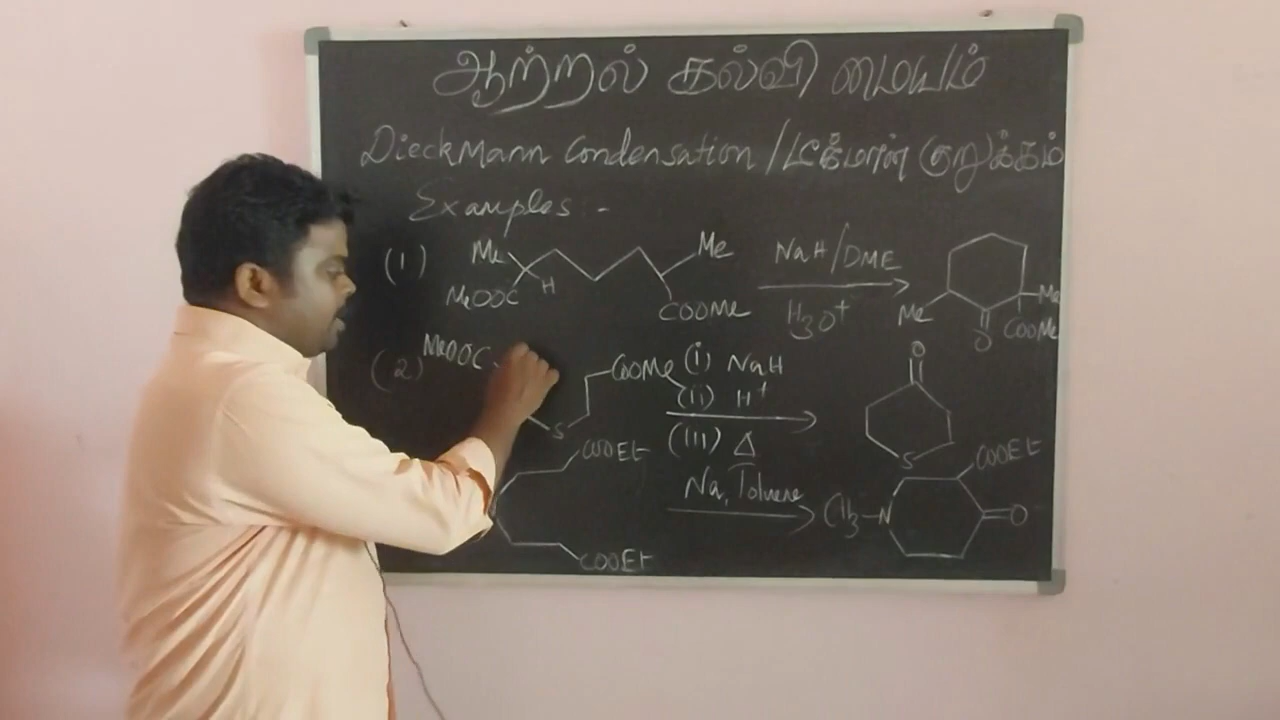 ஆற்றல் கல்வி மையம்
Dieckmann Condensation / டீக்மான் குறுக்கம்
Examples :-
(1) Me MeOOC H Me COOMe NaH/DME H3O+ Me O Me COOMe
(2) MeOOC S COOMe (i) NaH (ii) H+ (iii) Δ O S
COOEt COOEt Na, Toluene CH3-N COOEt O